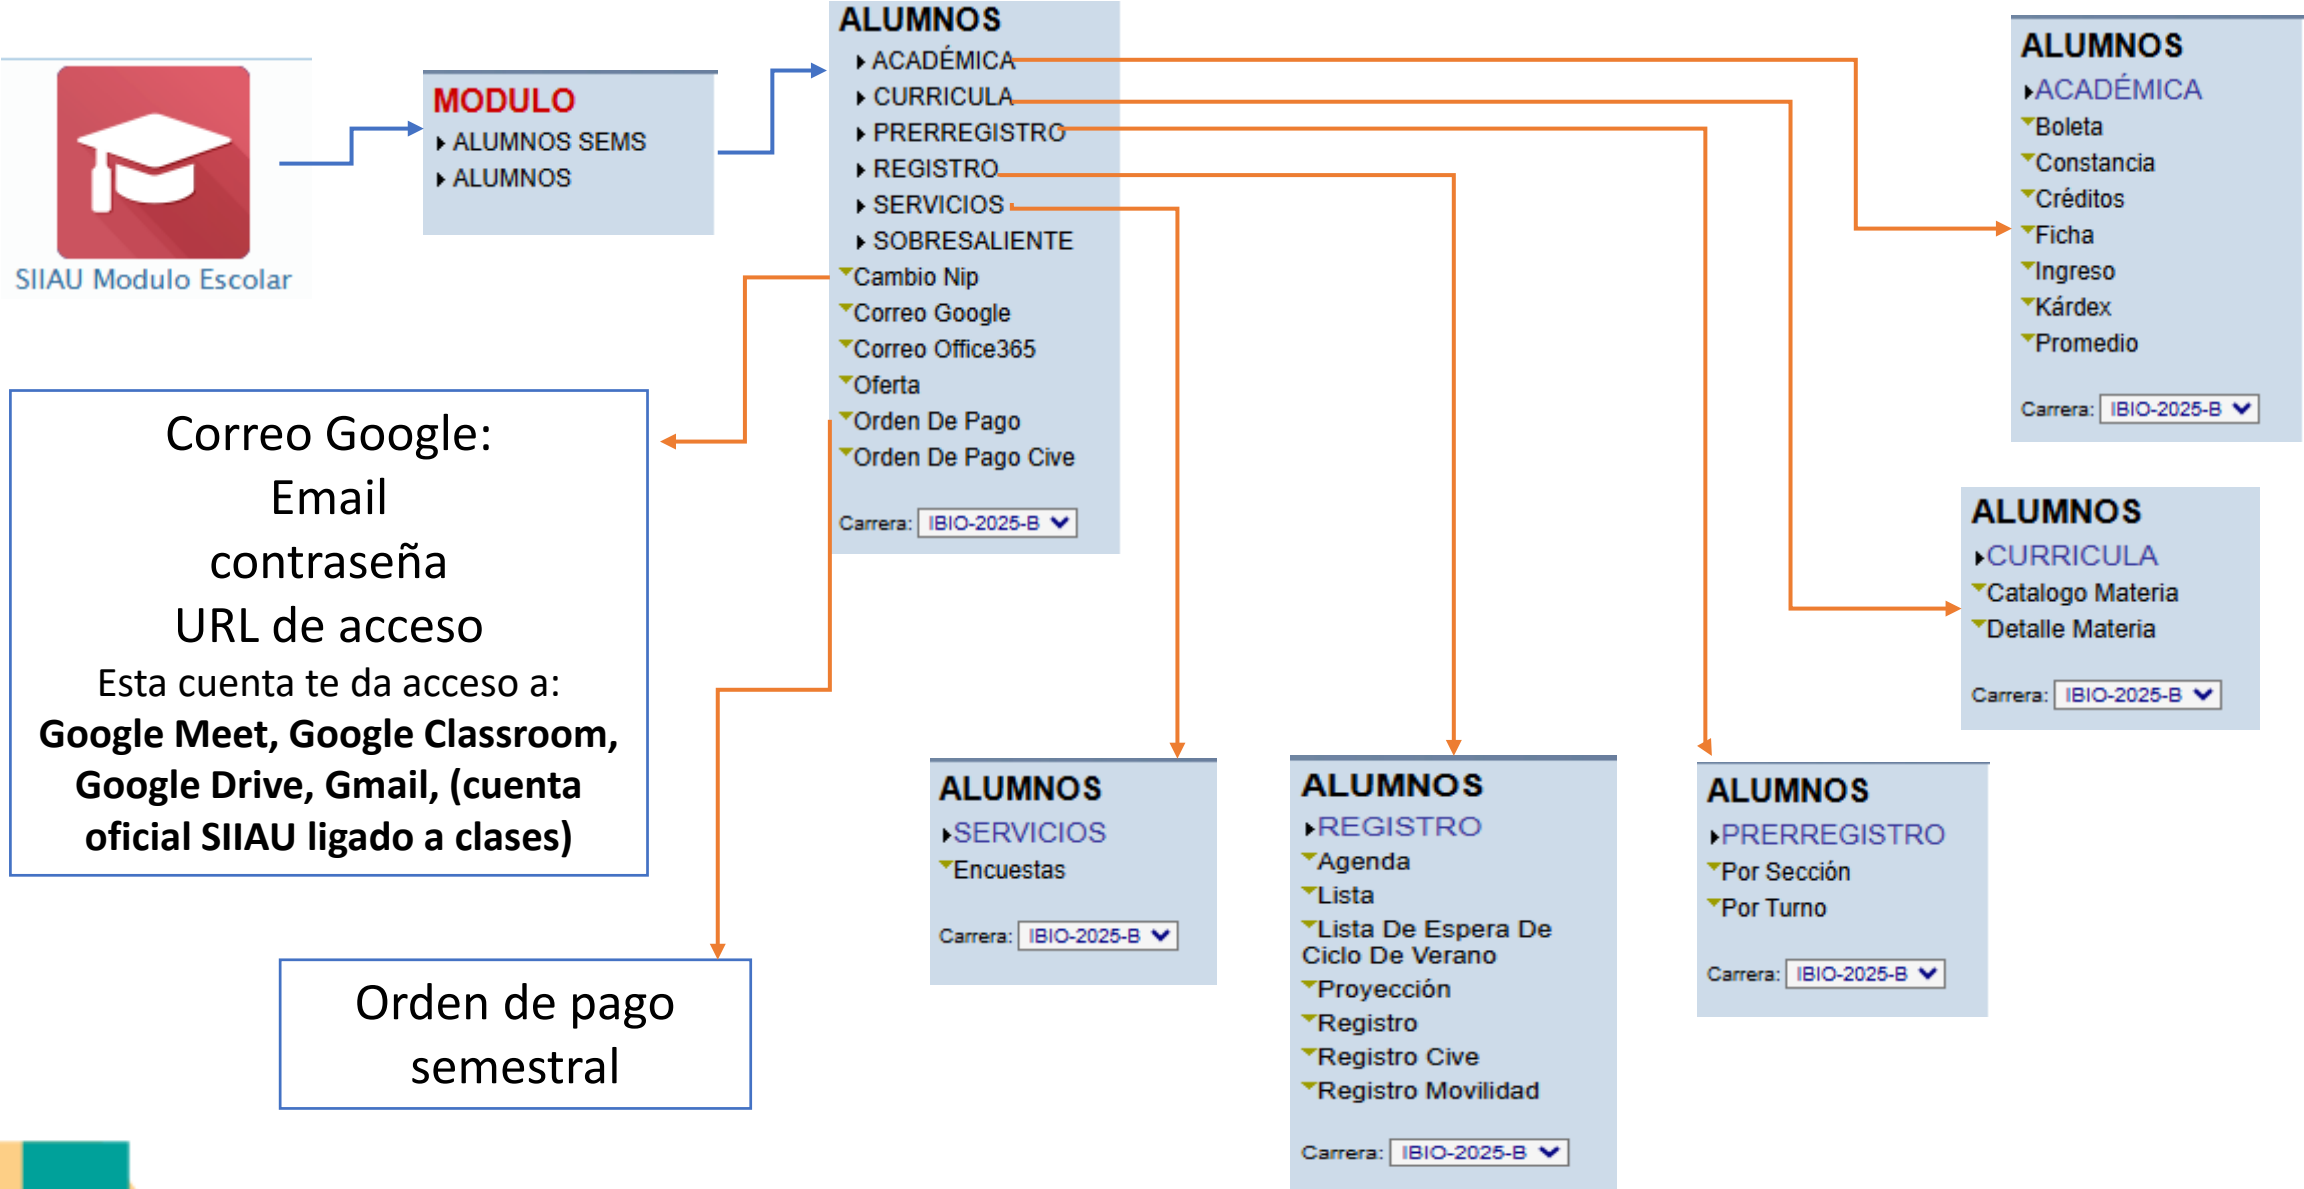 SIIAU Modulo Escolar
MODULO
ALUMNOS SEMS
ALUMNOS
ALUMNOS
ACADÉMICA
CURRICULA
PRERREGISTRO
REGISTRO
SERVICIOS
SOBRESALIENTE
Cambio Nip
Correo Google
Correo Office365
Oferta
Orden De Pago
Orden De Pago Cive
Carrera: IBIO-2025-B
ALUMNOS
ACADÉMICA
Boleta
Constancia
Créditos
Ficha
Ingreso
Kárdex
Promedio
Carrera: IBIO-2025-B
Correo Google:
Email
contraseña
URL de acceso
Esta cuenta te da acceso a:
Google Meet, Google Classroom,
Google Drive, Gmail, (cuenta
oficial SIIAU ligado a clases)
ALUMNOS
CURRICULA
Catalogo Materia
Detalle Materia
Carrera: IBIO-2025-B
Orden de pago
semestral
ALUMNOS
SERVICIOS
Encuestas
Carrera: IBIO-2025-B
ALUMNOS
REGISTRO
Agenda
Lista
Lista De Espera De
Ciclo De Verano
Proyección
Registro
Registro Cive
Registro Movilidad
Carrera: IBIO-2025-B
ALUMNOS
PRERREGISTRO
Por Sección
Por Turno
Carrera: IBIO-2025-B